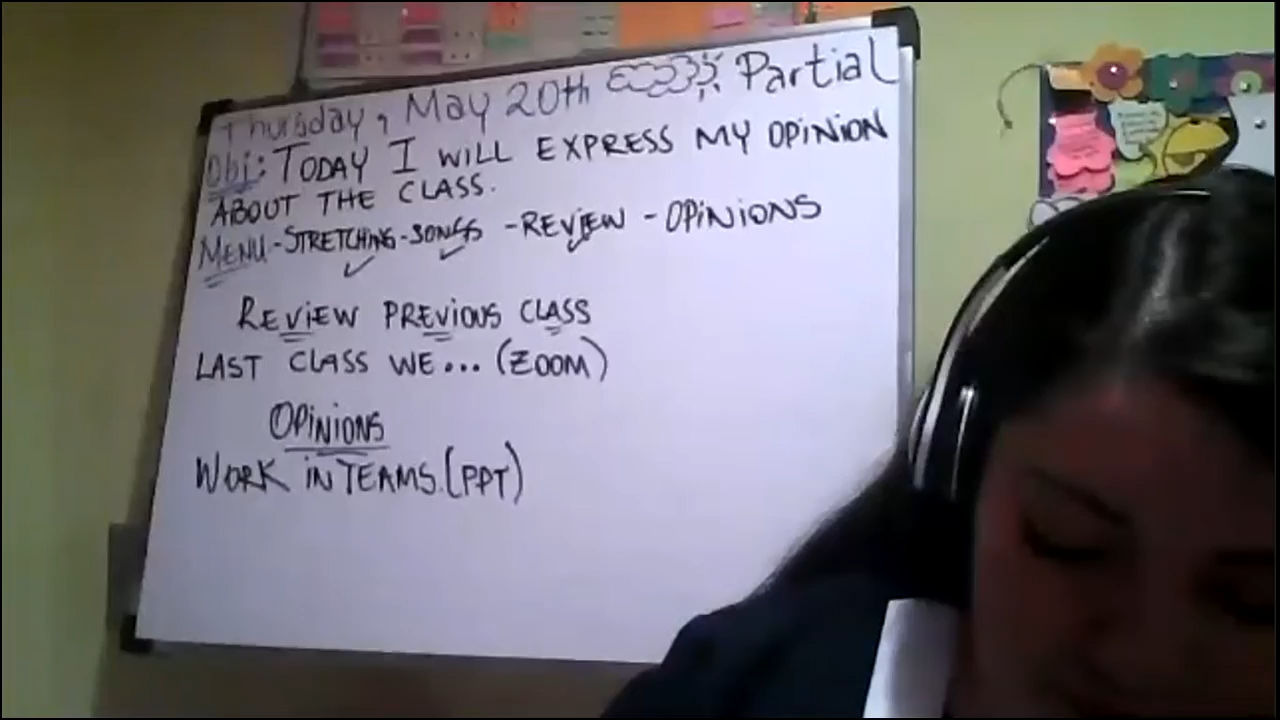 Thursday, May 20th Partial
Obj: TODAY I WILL EXPRESS MY OPINION
ABOUT THE CLASS.
MENU - STRETCHING - SONGS - REVIEW - OPINIONS
REVIEW PREVIOUS CLASS
LAST CLASS WE... (ZOOM)
OPINIONS
WORK IN TEAMS. (PPT)